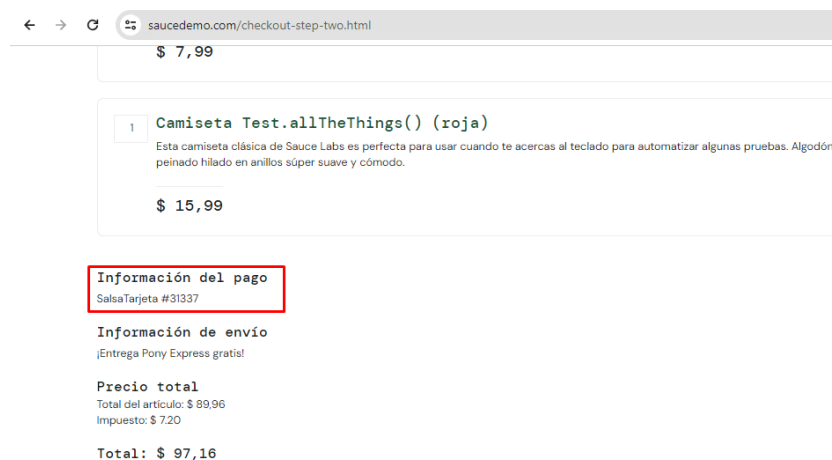 saucedemo.com/checkout-step-two.html
$ 7,99
1
Camiseta Test.allTheThings() (roja)
Esta camiseta clásica de Sauce Labs es perfecta para usar cuando te acercas al teclado para automatizar algunas pruebas. Algodón
peinado hilado en anillos súper suave y cómodo.
$ 15,99
Información del pago
SalsaTarjeta #31337
Información de envío
¡Entrega Pony Express gratis!
Precio total
Total del artículo: $ 89,96
Impuesto: $ 7.20
Total: $ 97,16